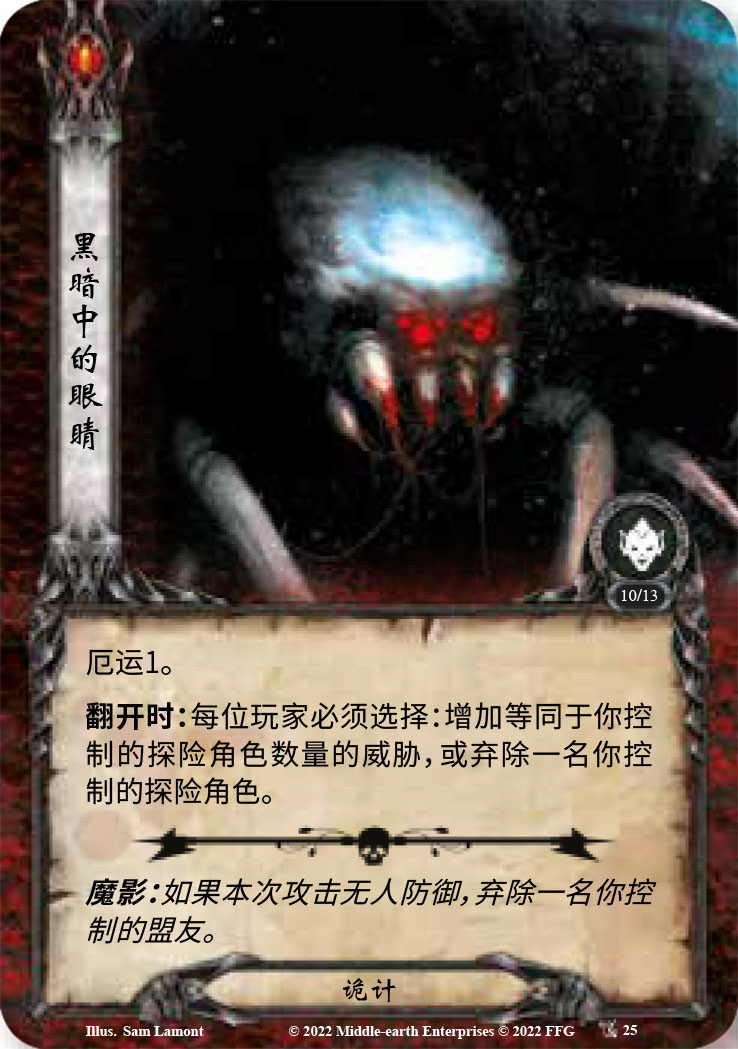 黑暗中的眼睛
10/13
厄运1。
翻开时：每位玩家必须选择：增加等同于你控
制的探险角色数量的威胁，或弃除一名你控
制的探险角色。
魔影：如果本次攻击无人防御，弃除一名你控
制的盟友。
诡计
Illus. Sam Lamont © 2022 Middle-earth Enterprises © 2022 FFG 25